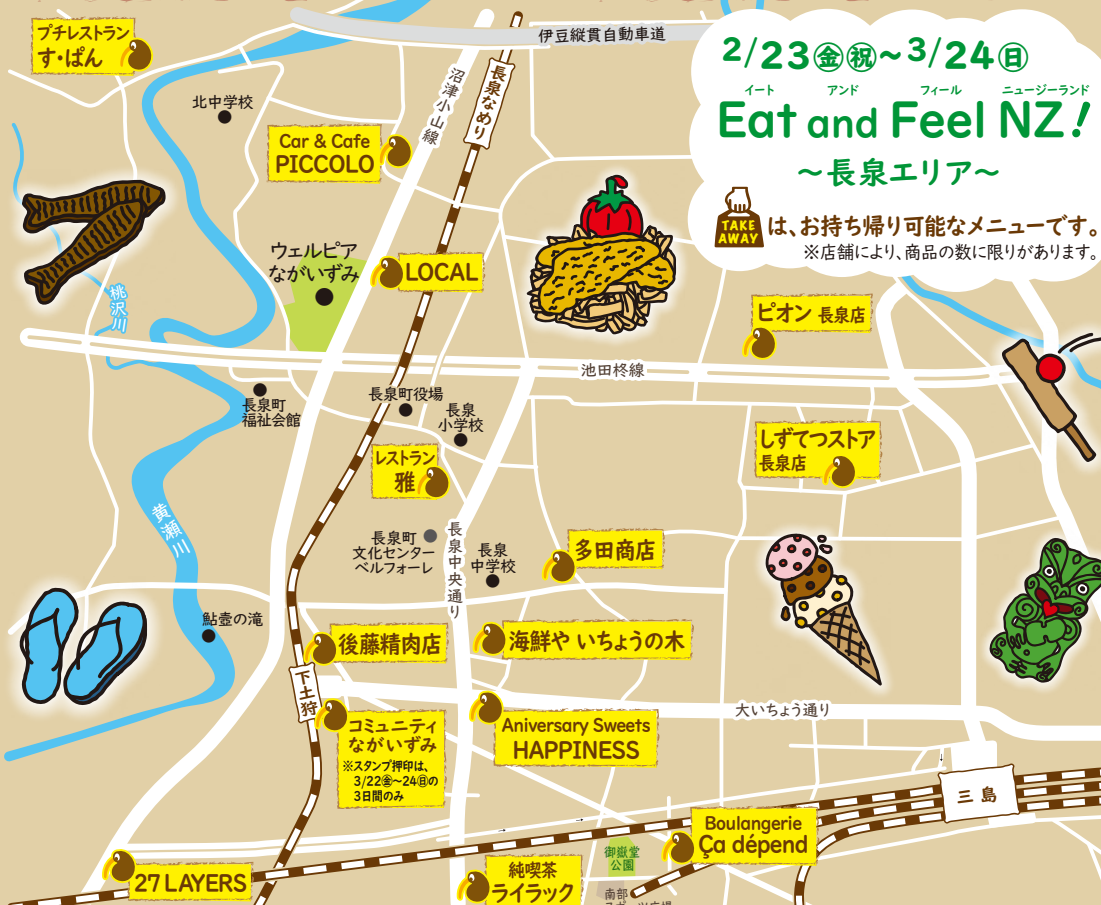 プチレストラン
す・ぱん
伊豆縦貫自動車道
2/23金祝～3/24日
イート アンド フィール ニュージーランド
Eat and Feel NZ!
～長泉エリア～
TAKE
AWAY
は、お持ち帰り可能なメニューです。
※店舗により、商品の数に限りがあります。
北中学校
沼津小山線
長泉なめり
Car & Cafe
PICCOLO
ウェルピア
ながいずみ
LOCAL
桃沢川
ピオン 長泉店
池田柊線
長泉町
福祉会館
長泉町役場
長泉
小学校
レストラン
雅
しずてつストア
長泉店
黄瀬川
長泉町
文化センター
ベルフォーレ
長泉中央通り
長泉
中学校
多田商店
鮎壺の滝
後藤精肉店
海鮮や いちょうの木
下土狩
コミュニティ
ながいずみ
※スタンプ押印は、
3/22金～24日の
3日間のみ
Aniversary Sweets
HAPPINESS
大いちょう通り
三島
Boulangerie
Ça dépend
27 LAYERS
純喫茶
ライラック
御嶽堂
公園
南部